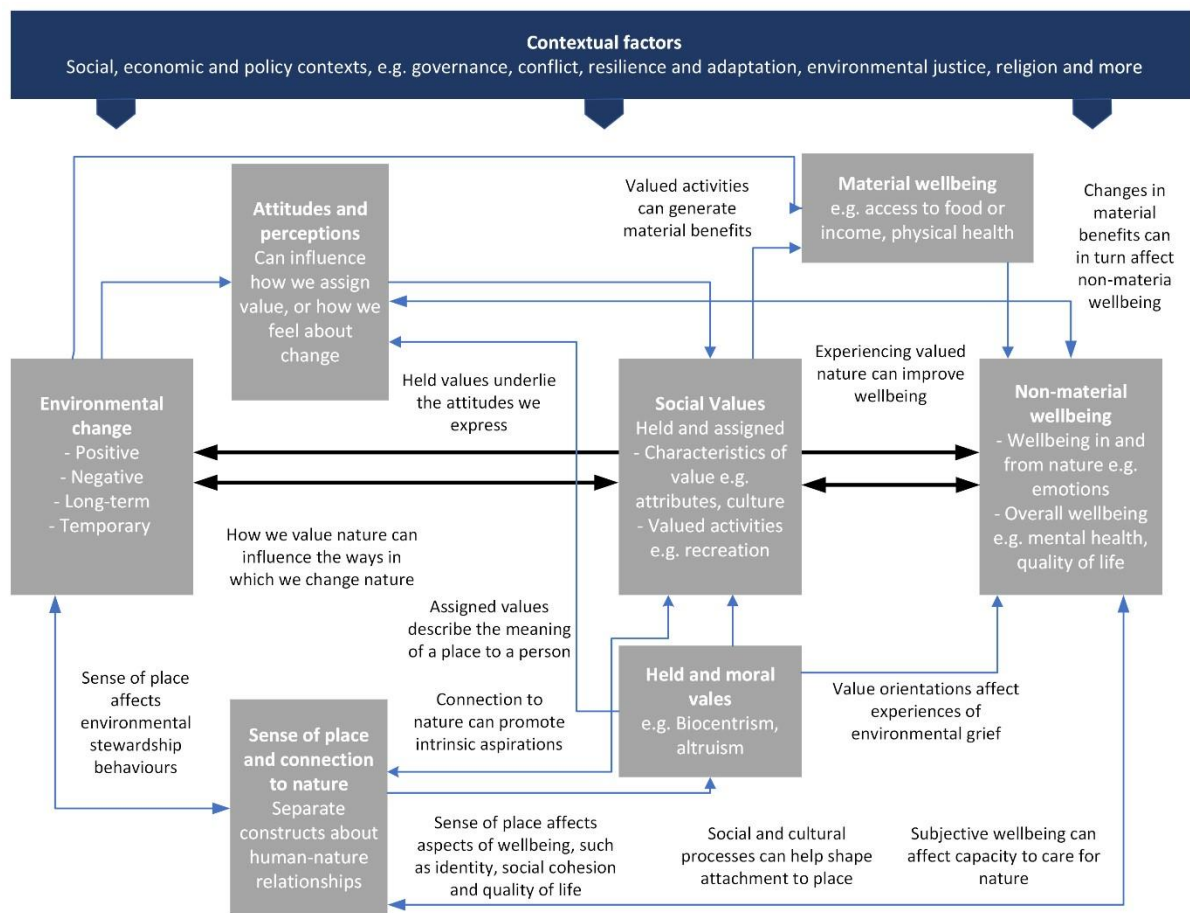 Contextual factors
Social, economic and policy contexts, e.g. governance, conflict, resilience and adaptation, environmental justice, religion and more
Attitudes and
perceptions
Can influence
how we assign
value, or how we
feel about
change
Valued activities
can generate
material benefits
Material wellbeing
e.g. access to food or
income, physical health
Changes in
material
benefits can
in turn affect
non-materia
wellbeing
Environmental
change
- Positive
- Negative
- Long-term
- Temporary
Held values underlie
the attitudes we
express
Social Values
Held and assigned
- Characteristics of
value e.g.
attributes, culture
- Valued activities
e.g. recreation
Experiencing valued
nature can improve
wellbeing
Non-material
wellbeing
- Wellbeing in and
from nature e.g.
emotions
- Overall wellbeing
e.g. mental health,
quality of life
How we value nature can
influence the ways in
which we change nature
Assigned values
describe the meaning
of a place to a person
Sense of place
affects
environmental
stewardship
behaviours
Connection to
nature can promote
intrinsic aspirations
Held and moral
vales
e.g. Biocentrism,
altruism
Value orientations affect
experiences of
environmental grief
Sense of place
and connection
to nature
Separate
constructs about
human-nature
relationships
Sense of place affects
aspects of wellbeing, such
as identity, social cohesion
and quality of life
Social and cultural
processes can help shape
attachment to place
Subjective wellbeing can
affect capacity to care for
nature